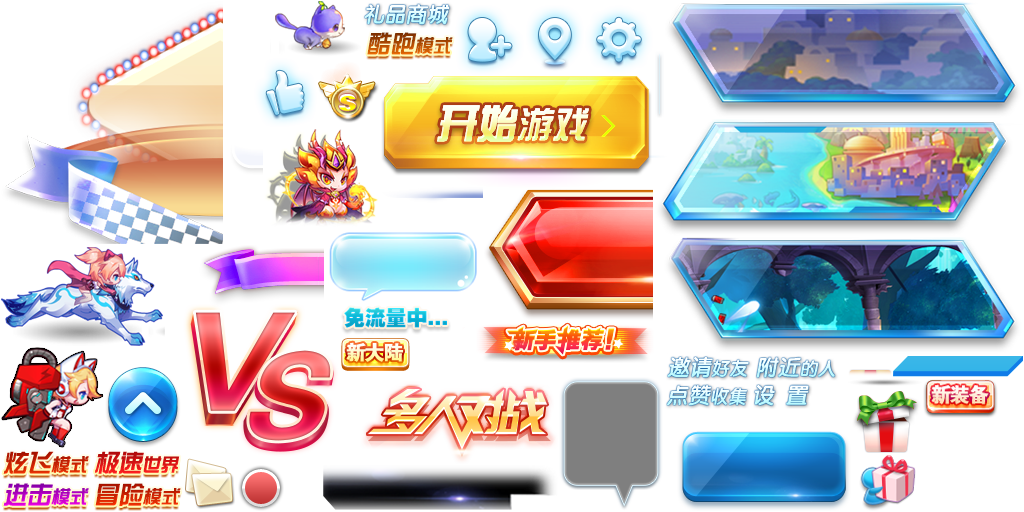 礼品商城
酷跑模式
S
开始游戏
免流量中...
新大陆
新手推荐!
VS
多人对战
邀请好友 附近的人
点赞收集 设 置
新装备
炫飞模式 极速世界
进击模式 冒险模式